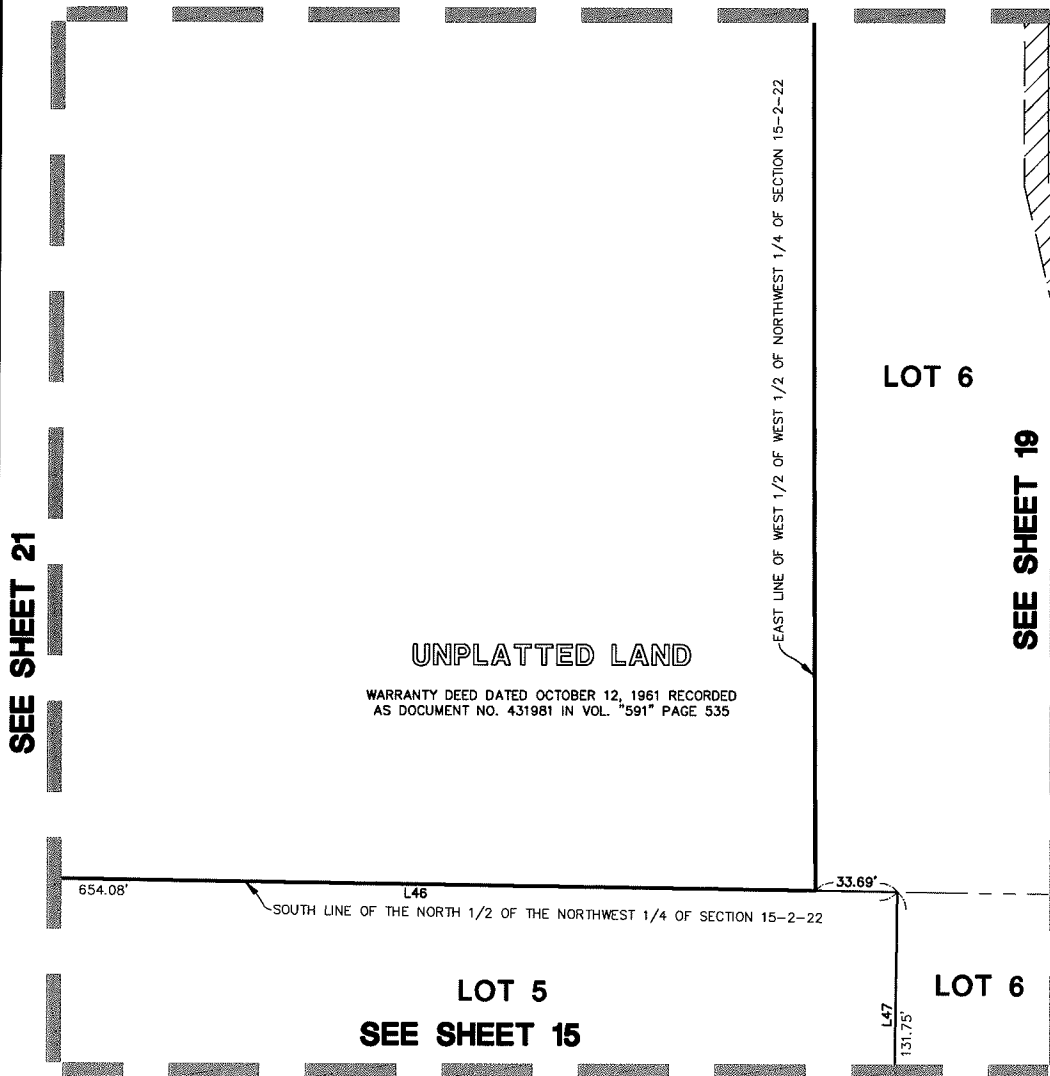 EAST LINE OF WEST 1/2 OF WEST 1/2 OF NORTHWEST 1/4 OF SECTION 15-2-22
LOT 6
SEE SHEET 19
SEE SHEET 21
UNPLATTED LAND
WARRANTY DEED DATED OCTOBER 12, 1961 RECORDED
AS DOCUMENT NO. 431981 IN VOL. "591" PAGE 535
654.08'
L46
33.69'
SOUTH LINE OF THE NORTH 1/2 OF THE NORTHWEST 1/4 OF SECTION 15-2-22
LOT 5
SEE SHEET 15
L47
131.75'
LOT 6